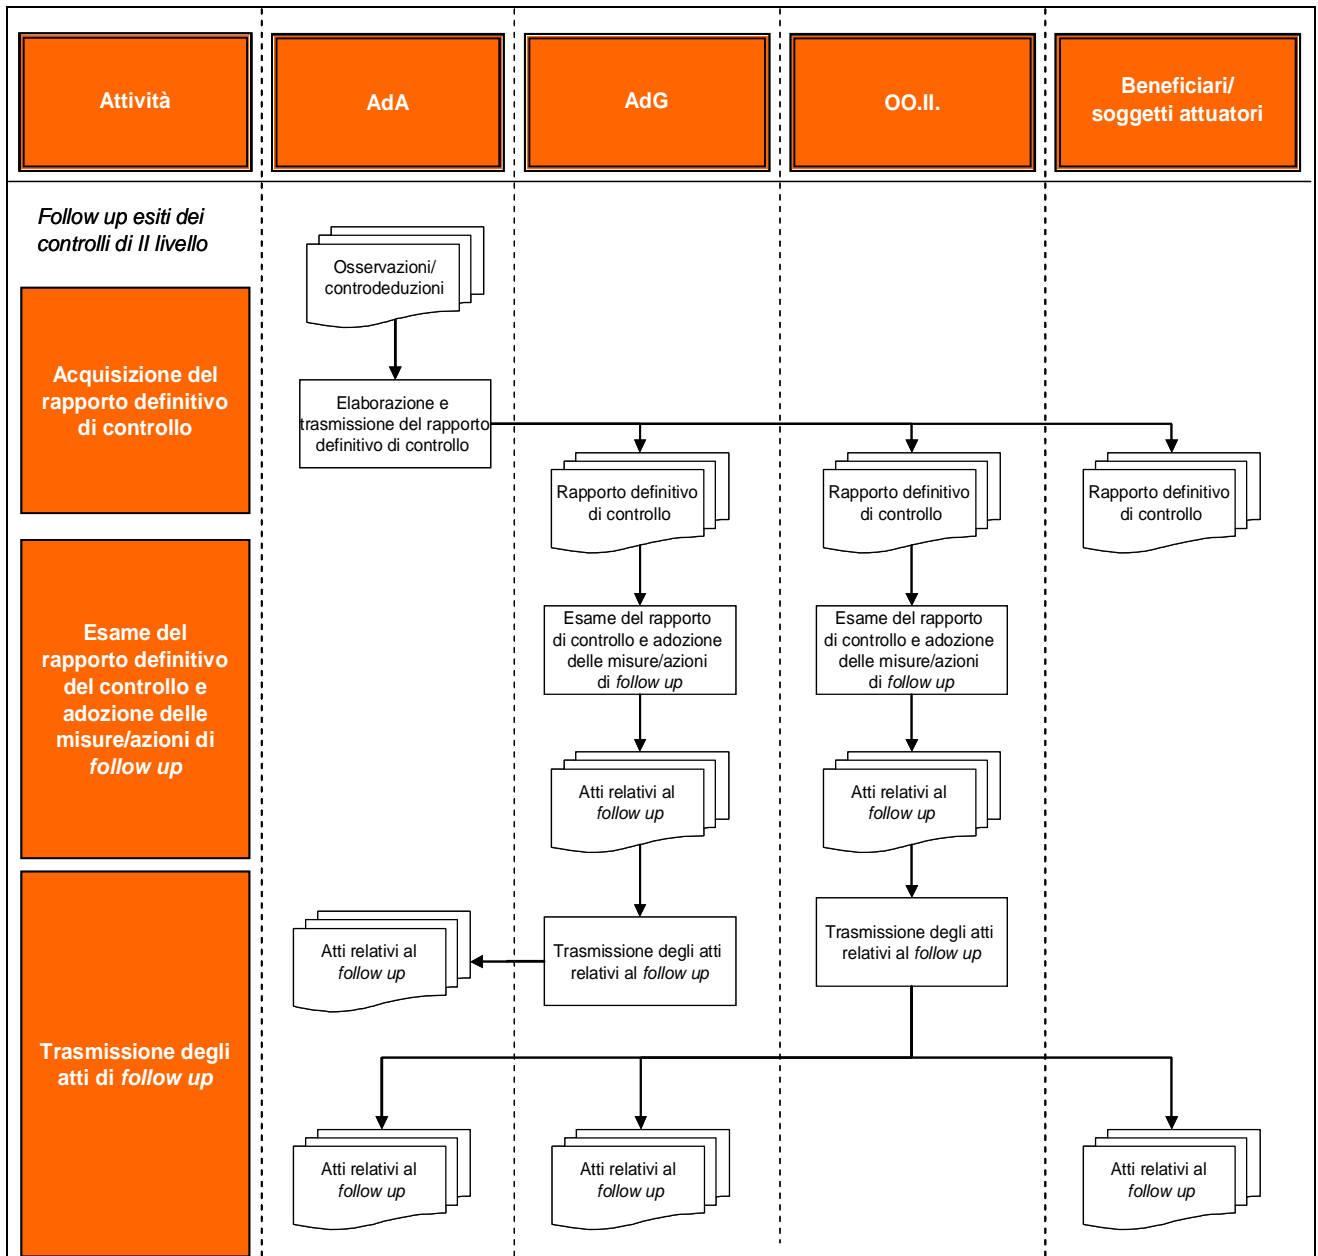 Attività
AdA
AdG
OO.II.
Beneficiari/
soggetti attuatori
Follow up esiti dei
controlli di II livello
Osservazioni/
controdeduzioni
Acquisizione del
rapporto definitivo
di controllo
Elaborazione e
trasmissione del rapporto
definitivo di controllo
Rapporto definitivo
di controllo
Rapporto definitivo
di controllo
Rapporto definitivo
di controllo
Esame del
rapporto definitivo
del controllo e
adozione delle
misure/azioni di
follow up
Esame del rapporto
di controllo e adozione
delle misure/azioni
di follow up
Esame del rapporto
di controllo e adozione
delle misure/azioni
di follow up
Atti relativi al
follow up
Atti relativi al
follow up
Trasmissione degli
atti di follow up
Atti relativi al
follow up
Trasmissione degli atti
relativi al follow up
Trasmissione degli atti
relativi al follow up
Atti relativi al
follow up
Atti relativi al
follow up
Atti relativi al
follow up